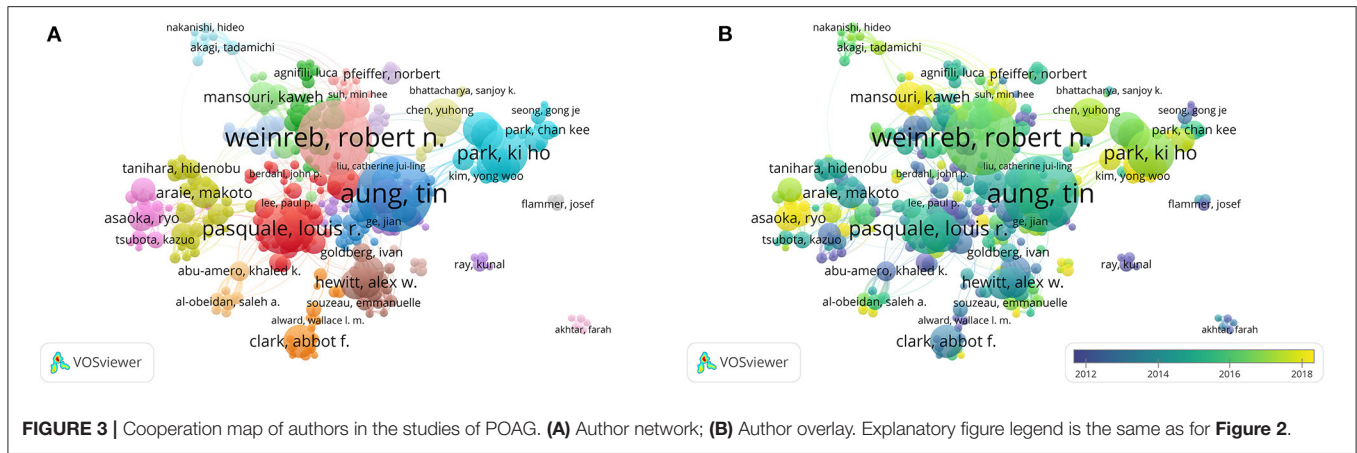 A
nakanishi, hideo
akagi, tadamichi
agnifili, luca
pfeiffer, norbert
mansouri, kaweh
suh, min hee
bhattacharya, sanjoy k.
chen, yuhong
seong, gong je
park, chan kee
weinreb, robert n.
park, ki ho
tanihara, hidenobu
berdahl, john p.
liu, catherine jui-ling
kim, yong woo
araie, makoto
aung, tin
lee, paul p.
flammer, josef
asaoka, ryo
pasquale, louis r.
ge, jian
tsubota, kazuo
goldberg, ivan
abu-amero, khaled k.
ray, kunal
hewitt, alex w.
al-obeidan, saleh a.
souzeau, emmanuelle
alward, wallace l. m.
akhtar, farah
clark, abbot f.
VOSviewer
B
nakanishi, hideo
akagi, tadamichi
agnifili, luca
pfeiffer, norbert
mansouri, kaweh
suh, min hee
bhattacharya, sanjoy k.
chen, yuhong
seong, gong je
park, chan kee
weinreb, robert n.
park, ki ho
tanihara, hidenobu
berdahl, john p.
liu, catherine jui-ling
kim, yong woo
araie, makoto
aung, tin
lee, paul p.
flammer, josef
asaoka, ryo
pasquale, louis r.
ge, jian
tsubota, kazuo
goldberg, ivan
abu-amero, khaled k.
ray, kunal
hewitt, alex w.
al-obeidan, saleh a.
souzeau, emmanuelle
alward, wallace l. m.
akhtar, farah
clark, abbot f.
VOSviewer
2012 2014 2016 2018
FIGURE 3 | Cooperation map of authors in the studies of POAG. (A) Author network; (B) Author overlay. Explanatory figure legend is the same as for Figure 2.